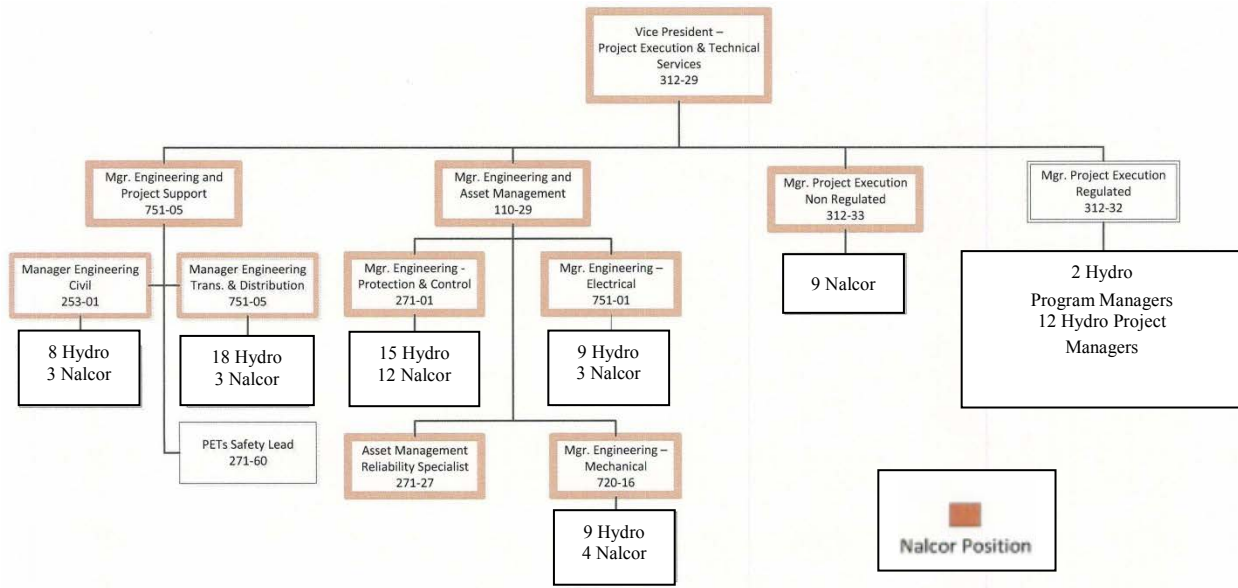 Vice President –
Project Execution & Technical
Services
312-29
Mgr. Engineering and
Project Support
751-05
Mgr. Engineering and
Asset Management
110-29
Mgr. Project Execution
Non Regulated
312-33
Mgr. Project Execution
Regulated
312-32
Manager Engineering
Civil
253-01
Manager Engineering
Trans. & Distribution
751-05
Mgr. Engineering -
Protection & Control
271-01
Mgr. Engineering –
Electrical
751-01
9 Nalcor
2 Hydro
Program Managers
12 Hydro Project
Managers
8 Hydro
3 Nalcor
18 Hydro
3 Nalcor
15 Hydro
12 Nalcor
9 Hydro
3 Nalcor
PETs Safety Lead
271-60
Asset Management
Reliability Specialist
271-27
Mgr. Engineering –
Mechanical
720-16
9 Hydro
4 Nalcor
Nalcor Position